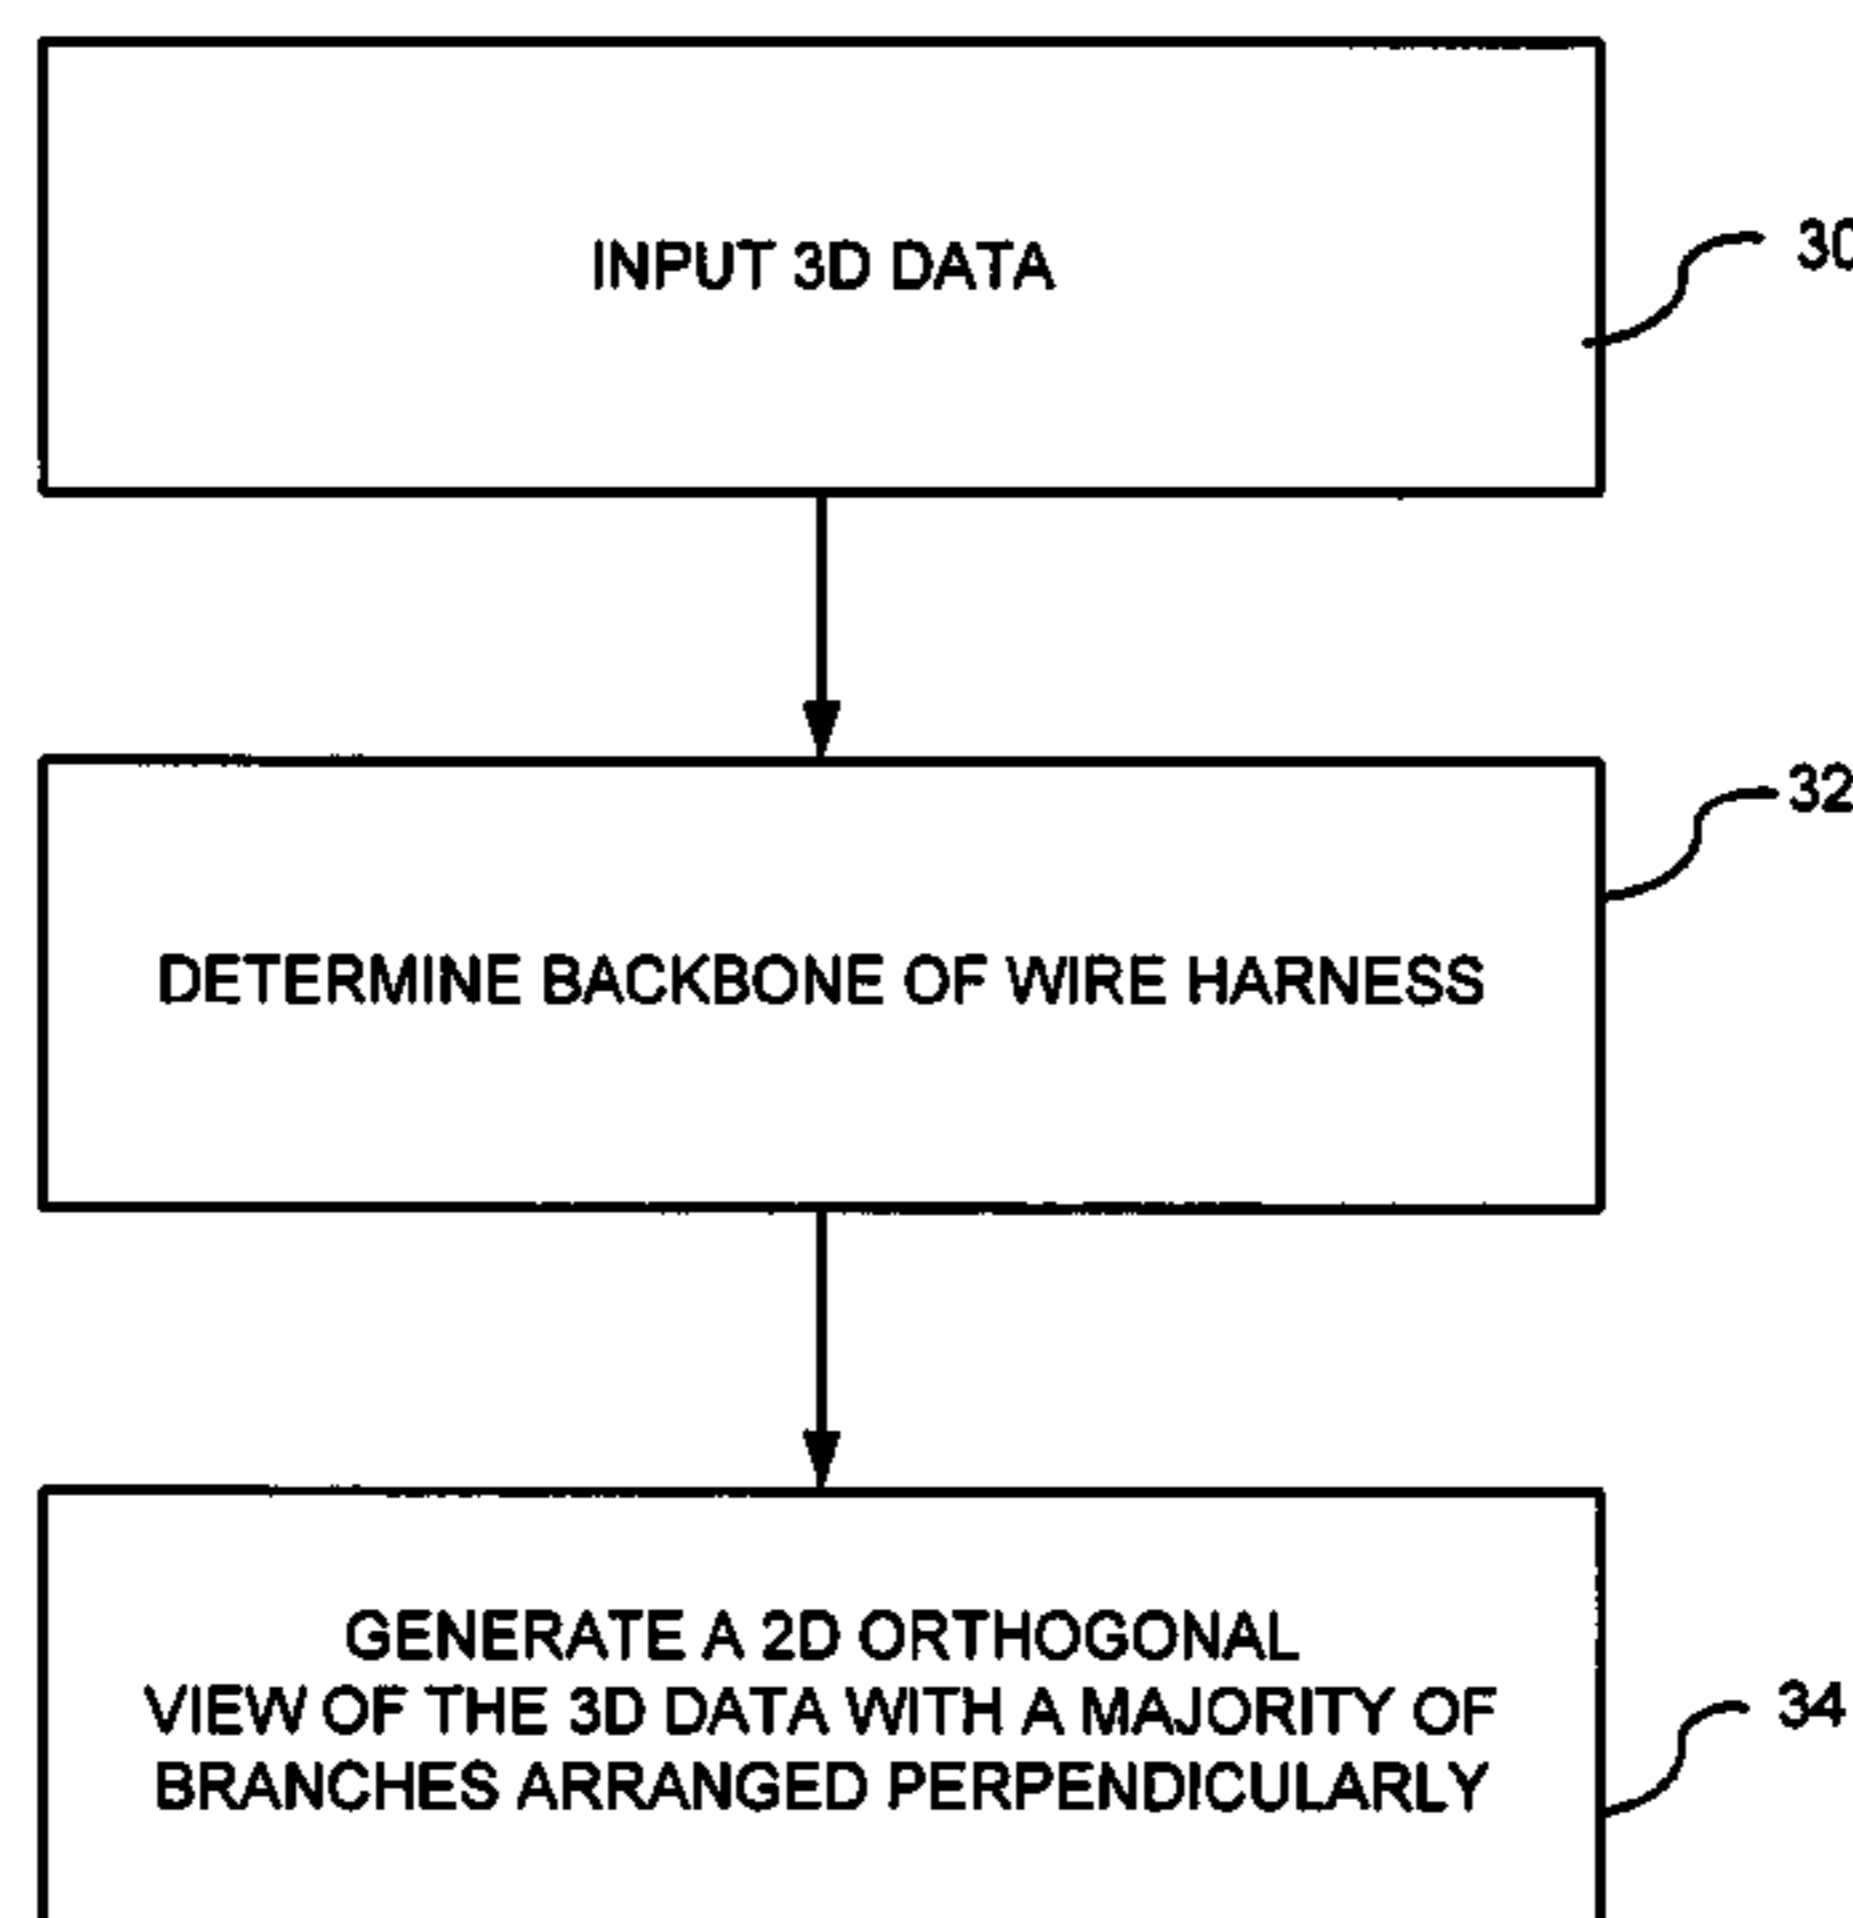 INPUT 3D DATA
30
32
DETERMINE BACKBONE OF WIRE HARNESS
GENERATE A 2D ORTHOGONAL
VIEW OF THE 3D DATA WITH A MAJORITY OF
34
BRANCHES ARRANGED PERPENDICULARLY